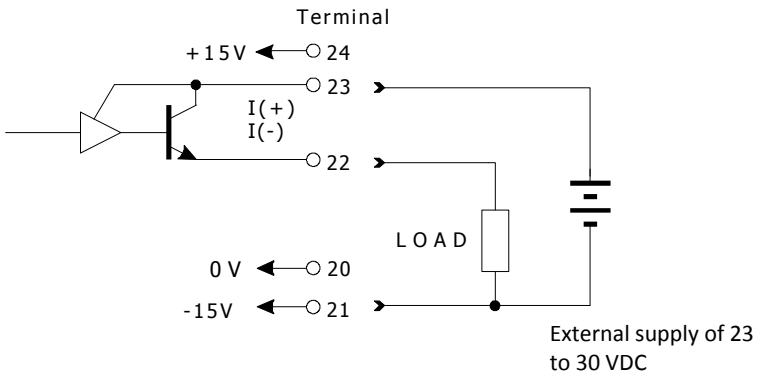 Terminal
+15V 24
23
I(+)
I(-)
22
LOAD
0V 20
-15V 21
External supply of 23
to 30 VDC